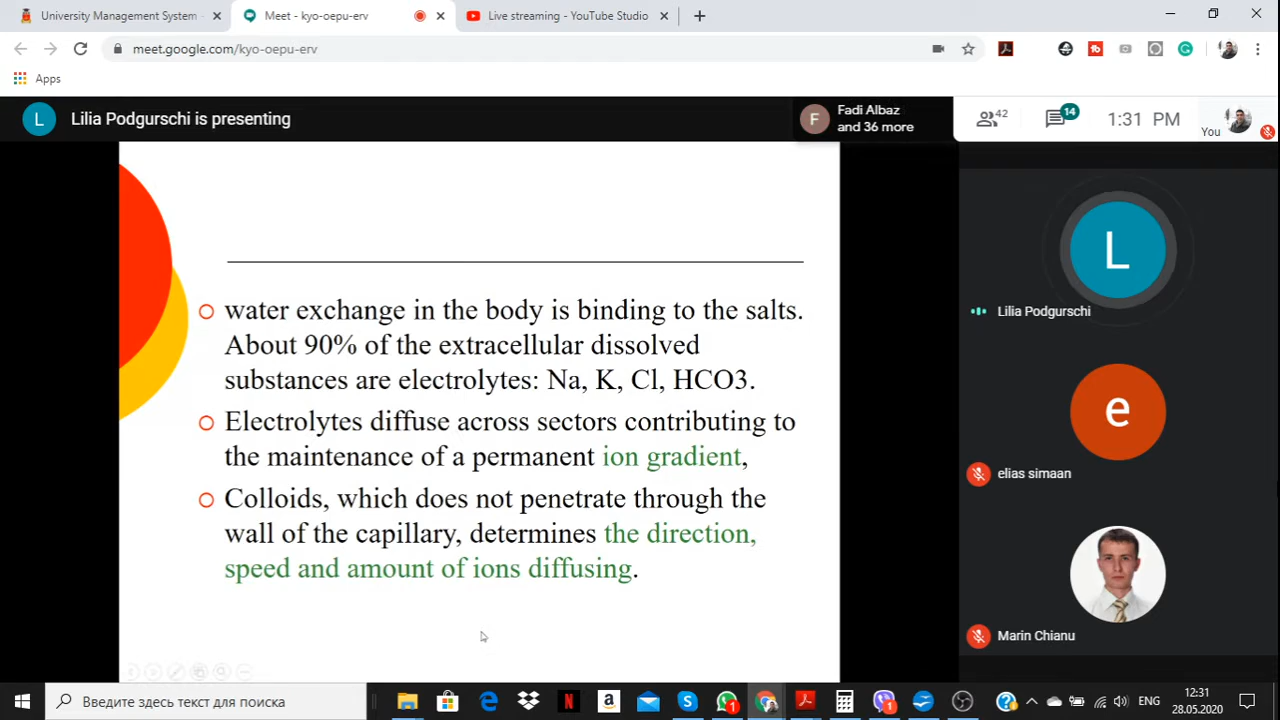 University Management System -
Meet - kyo-oepu-erv
Live streaming - YouTube Studio
meet.google.com/kyo-oepu-erv
Apps
L
Lilia Podgurschi is presenting
F
Fadi Albaz
and 36 more
42
14
1:31 PM
You
water exchange in the body is binding to the salts.
About 90% of the extracellular dissolved
substances are electrolytes: Na, K, Cl, HCO3.
Electrolytes diffuse across sectors contributing to
the maintenance of a permanent ion gradient,
Colloids, which does not penetrate through the
wall of the capillary, determines the direction,
speed and amount of ions diffusing.
L
Lilia Podgurschi
e
elias simaan
Marin Chianu
Введите здесь текст для поиска
ENG
12:31
28.05.2020